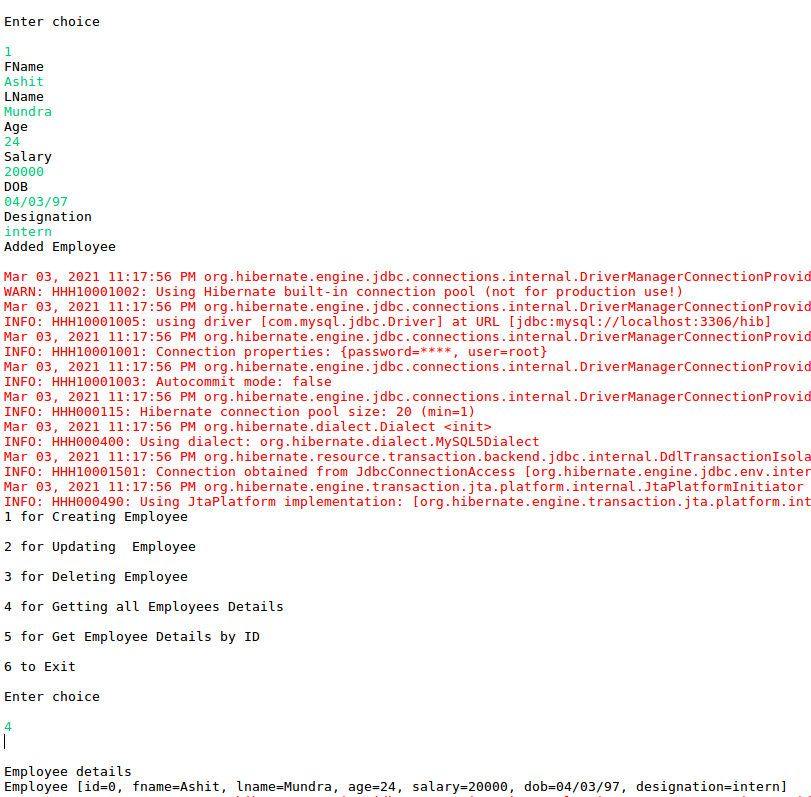 Enter choice
1
FName
Ashit
LName
Mundra
Age
24
Salary
20000
DOB
04/03/97
Designation
intern
Added Employee
Mar 03, 2021 11:17:56 PM org.hibernate.engine.jdbc.connections.internal.DriverManagerConnectionProvid
WARN: HHH10001002: Using Hibernate built-in connection pool (not for production use!)
Mar 03, 2021 11:17:56 PM org.hibernate.engine.jdbc.connections.internal.DriverManagerConnectionProvid
INFO: HHH10001005: using driver [com.mysql.jdbc.Driver] at URL [jdbc:mysql://localhost:3306/hib]
Mar 03, 2021 11:17:56 PM org.hibernate.engine.jdbc.connections.internal.DriverManagerConnectionProvid
INFO: HHH10001001: Connection properties: {password=****, user=root}
Mar 03, 2021 11:17:56 PM org.hibernate.engine.jdbc.connections.internal.DriverManagerConnectionProvid
INFO: HHH10001003: Autocommit mode: false
Mar 03, 2021 11:17:56 PM org.hibernate.engine.jdbc.connections.internal.DriverManagerConnectionProvid
INFO: HHH000115: Hibernate connection pool size: 20 (min=1)
Mar 03, 2021 11:17:56 PM org.hibernate.dialect.Dialect <init>
INFO: HHH000400: Using dialect: org.hibernate.dialect.MySQL5Dialect
Mar 03, 2021 11:17:56 PM org.hibernate.resource.transaction.backend.jdbc.internal.DdlTransactionIsola
INFO: HHH10001501: Connection obtained from JdbcConnectionAccess [org.hibernate.engine.jdbc.env.inter
Mar 03, 2021 11:17:56 PM org.hibernate.engine.transaction.jta.platform.internal.JtaPlatformInitiator
INFO: HHH000490: Using JtaPlatform implementation: [org.hibernate.engine.transaction.jta.platform.int
1 for Creating Employee
2 for Updating  Employee
3 for Deleting Employee
4 for Getting all Employees Details
5 for Get Employee Details by ID
6 to Exit
Enter choice
4
Employee details
Employee [id=0, fname=Ashit, lname=Mundra, age=24, salary=20000, dob=04/03/97, designation=intern]